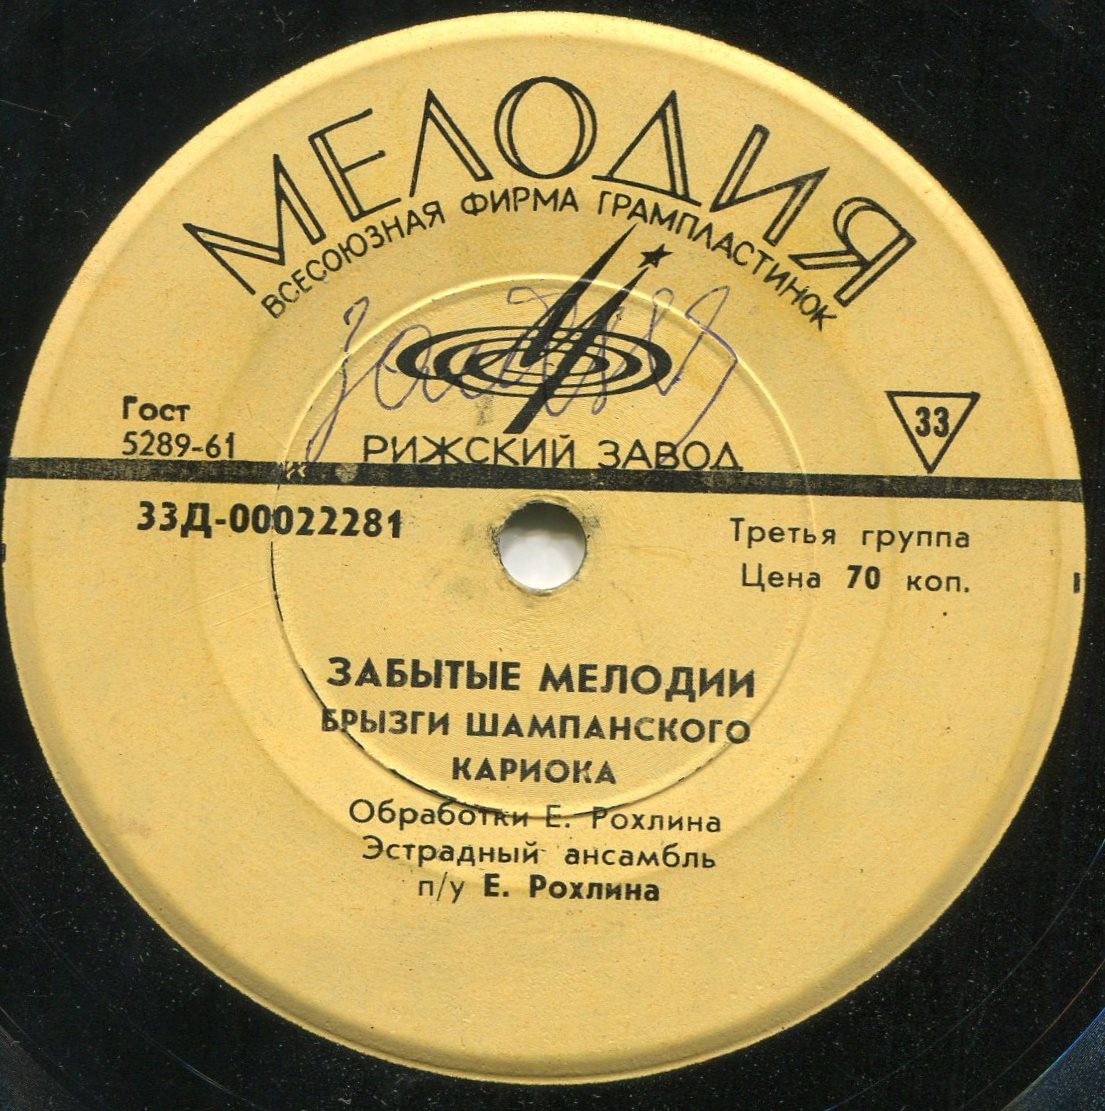 МЕЛОДИЯ
ВСЕСОЮЗНАЯ ФИРМА ГРАМПЛАСТИНОК
Гост
5289-61
33
РИЖСКИЙ ЗАВОД
33Д-00022281
Третья группа
Цена 70 коп.
ЗАБЫТЫЕ МЕЛОДИИ
БРЫЗГИ ШАМПАНСКОГО
КАРИОКА
Обработки Е. Рохлина
Эстрадный ансамбль
п/у Е. Рохлина